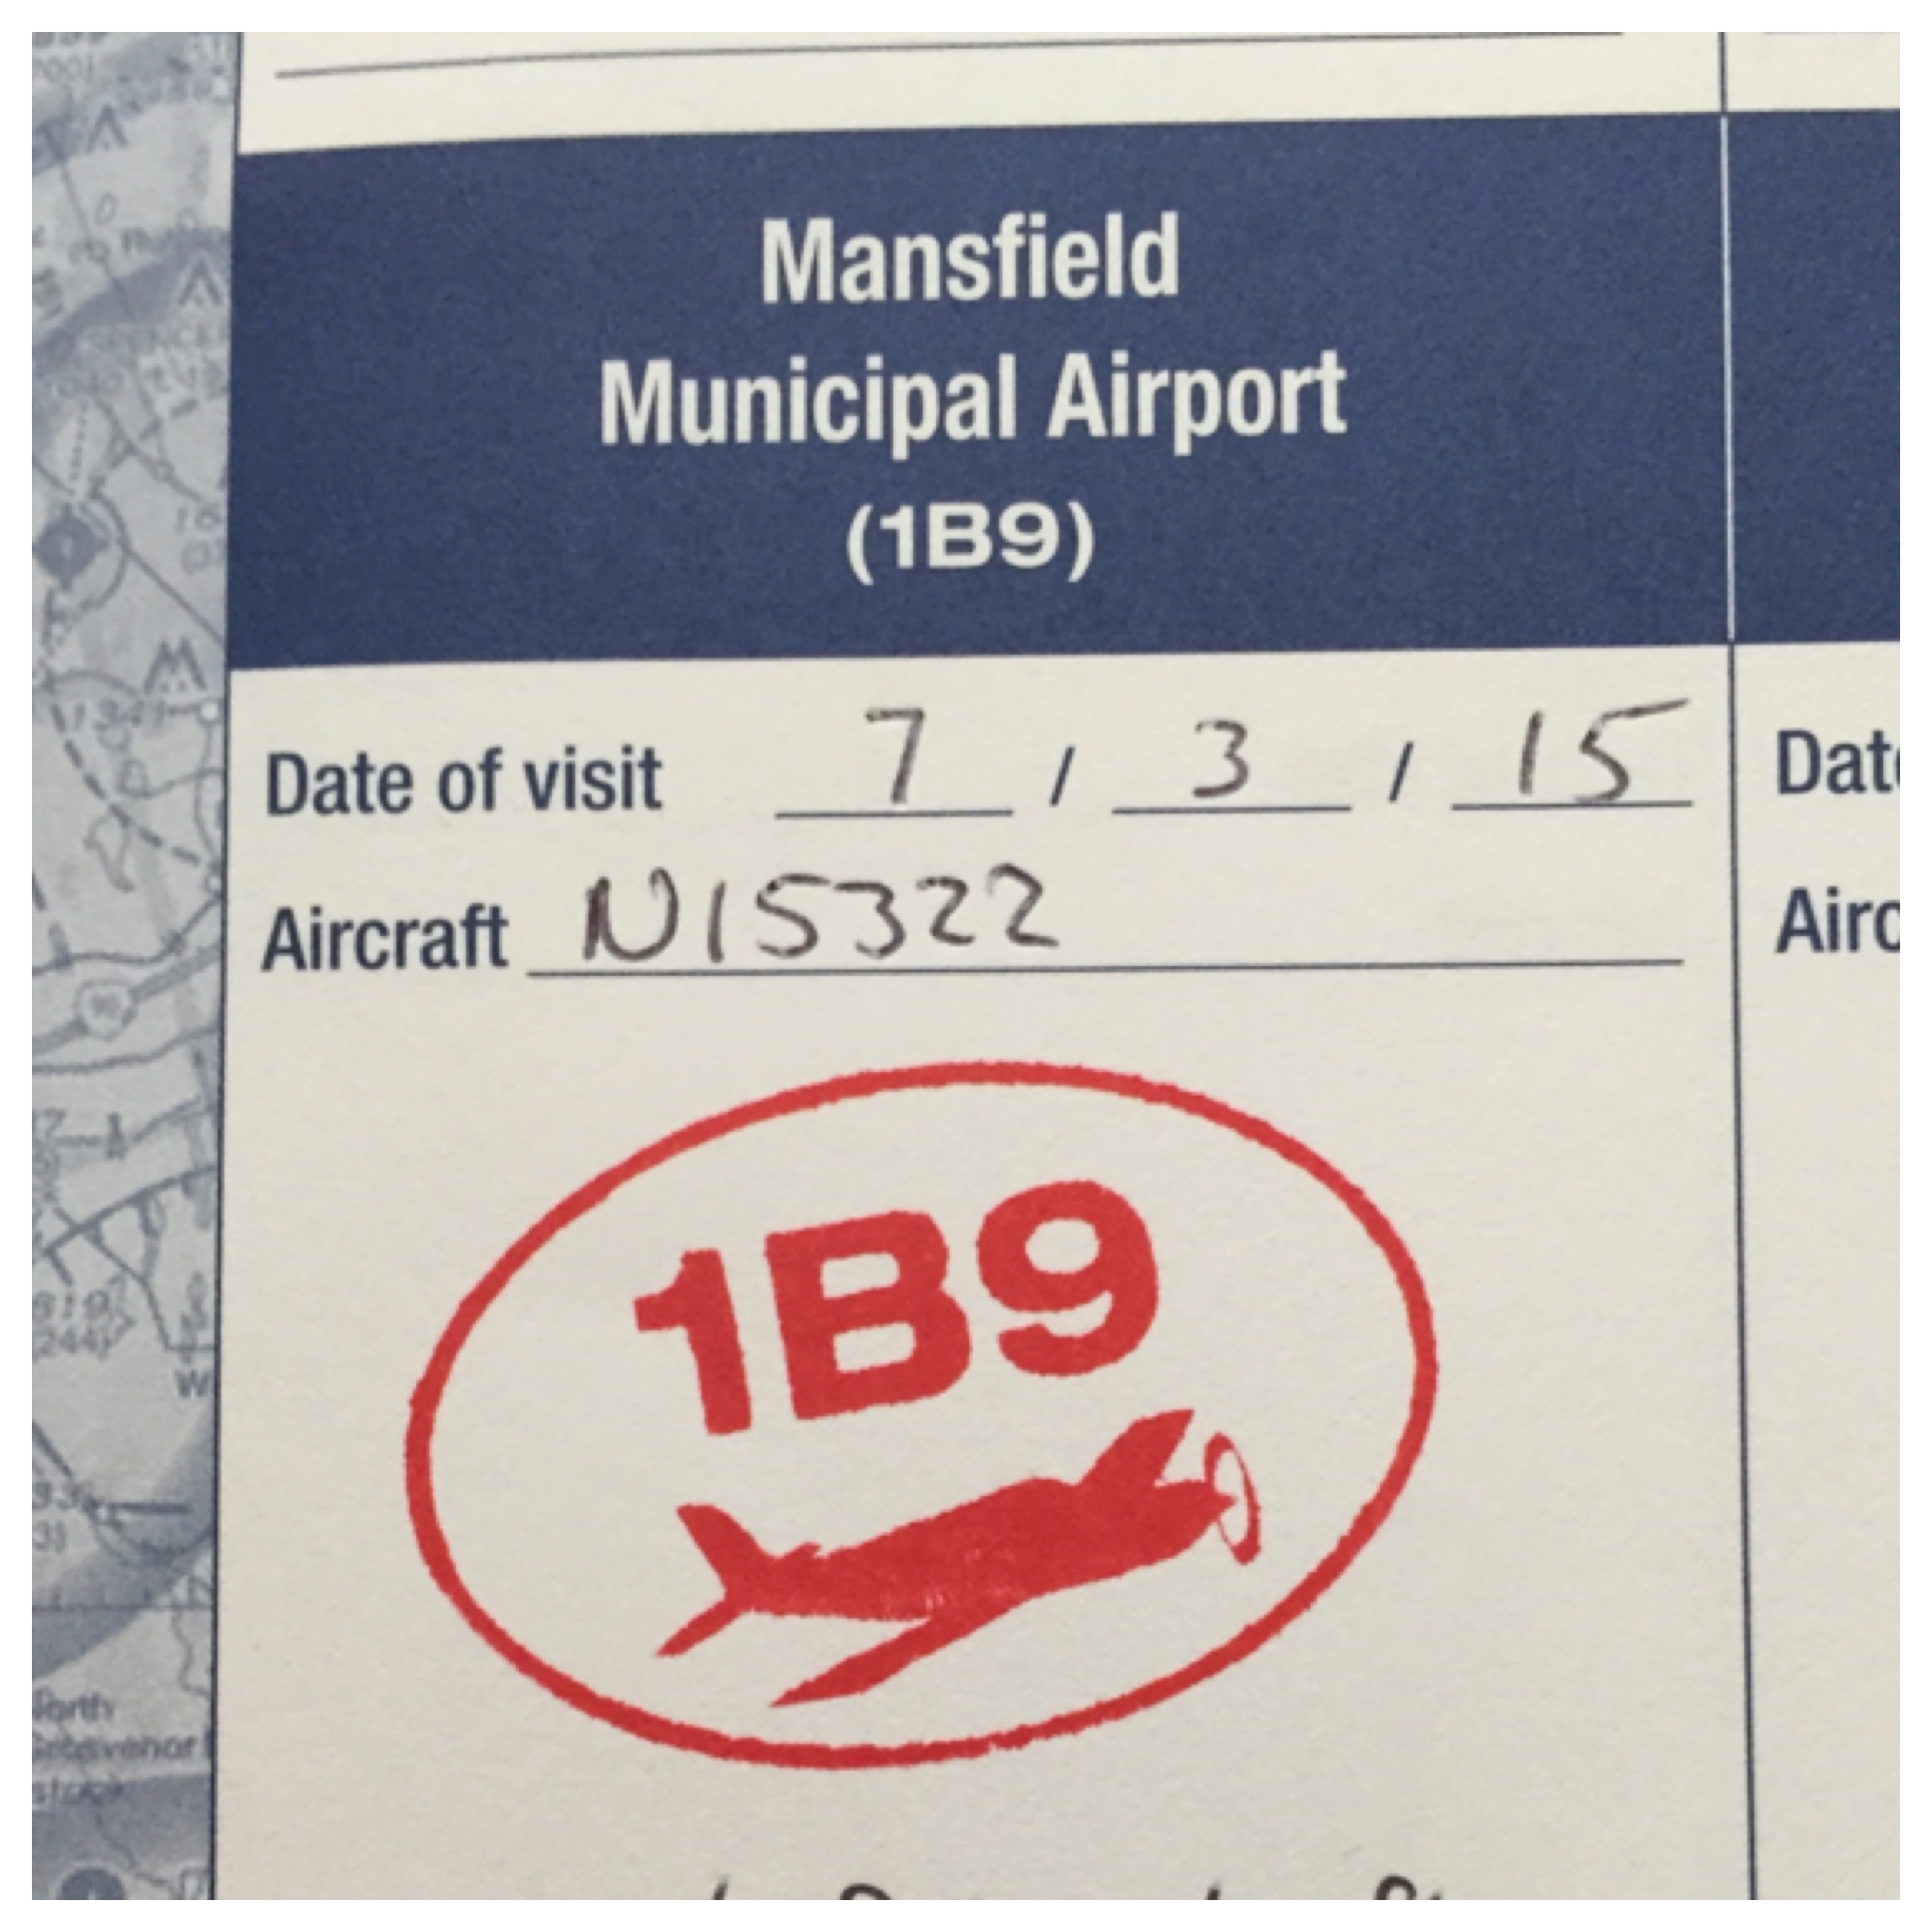 Mansfield
Municipal Airport
(1B9)
Date of visit 7 / 3 / 15
Aircraft N15322
1B9